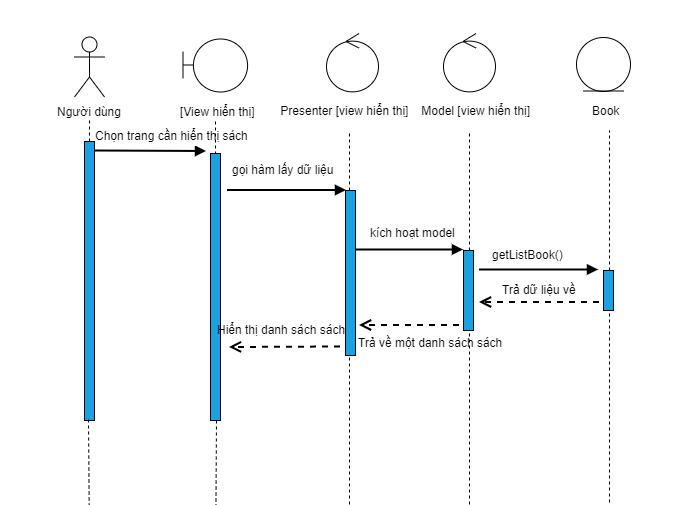 Người dùng
[View hiển thị]
Presenter [view hiển thị]
Model [view hiển thị]
Book
Chọn trang cần hiển thị sách
gọi hàm lấy dữ liệu
kích hoạt model
getListBook()
Trả dữ liệu về
Hiển thị danh sách sách
Trả về một danh sách sách